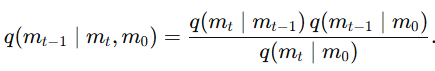 q(m_{t−1} | m_t, m_0) = \frac{q(m_t | m_{t−1}) q(m_{t−1} | m_0)}{q(m_t | m_0)}.